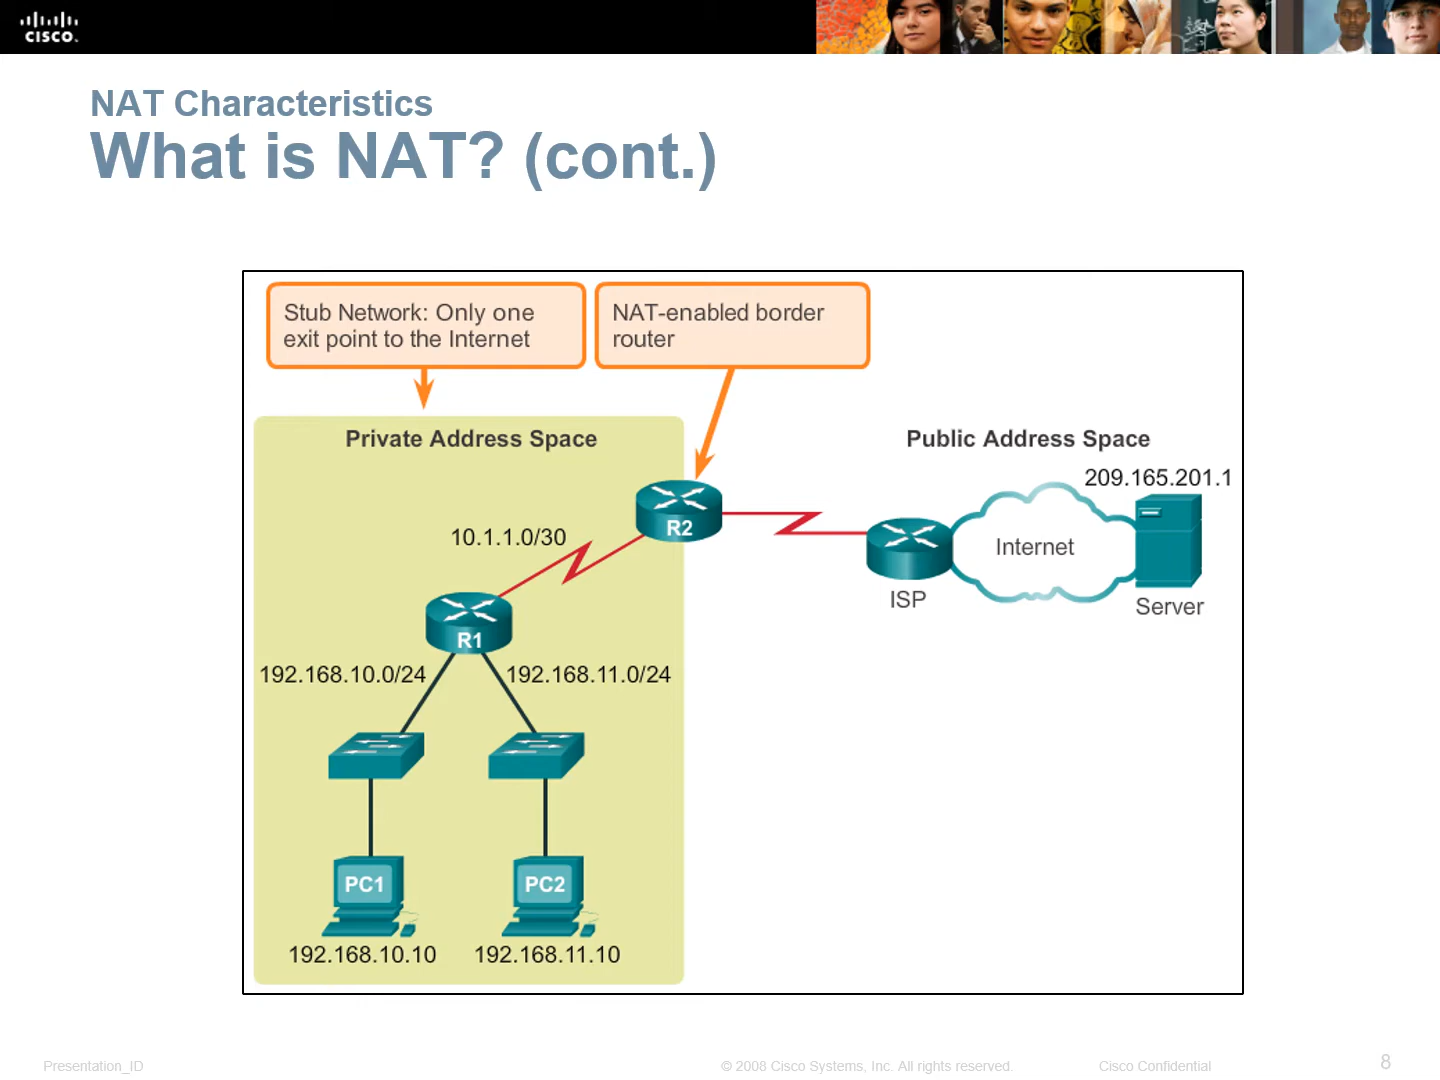 CISCO.
NAT Characteristics
What is NAT? (cont.)
Stub Network: Only one
exit point to the Internet
NAT-enabled border
router
Private Address Space
Public Address Space
209.165.201.1
R2
10.1.1.0/30
Internet
ISP
Server
R1
192.168.10.0/24
192.168.11.0/24
PC1
PC2
192.168.10.10
192.168.11.10
Presentation_ID
© 2008 Cisco Systems, Inc. All rights reserved.
Cisco Confidential
8